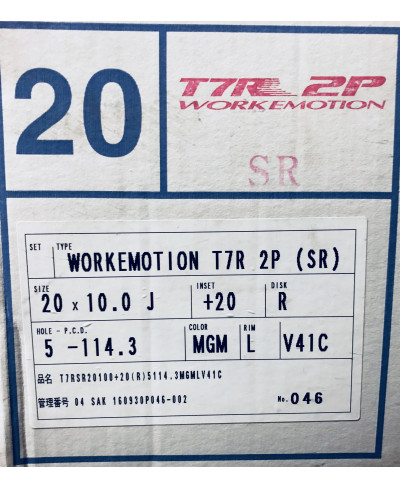 20
T7R 2P
WORKEMOTION
SR
SET TYPE
WORKEMOTION T7R 2P (SR)
SIZE INSET DISK
20 x 10.0 J +20 R
HOLE - P.C.D. COLOR RIM
5 -114.3 MGM L V41C
品名 T7RSR20100+20(R)5114.3MGMLV41C
管理番号 04 SAK 160930P046-002 No. 046